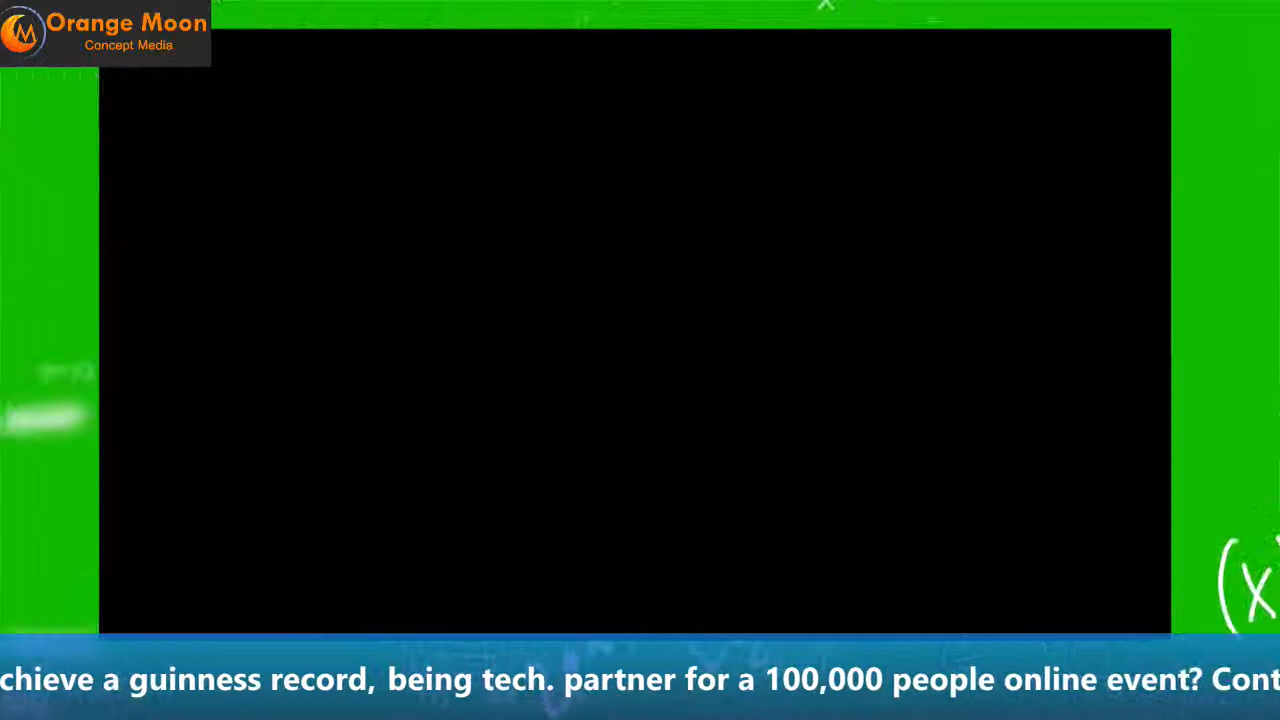 Orange Moon
Concept Media
(x
chieve a guinness record, being tech. partner for a 100,000 people online event? Cont